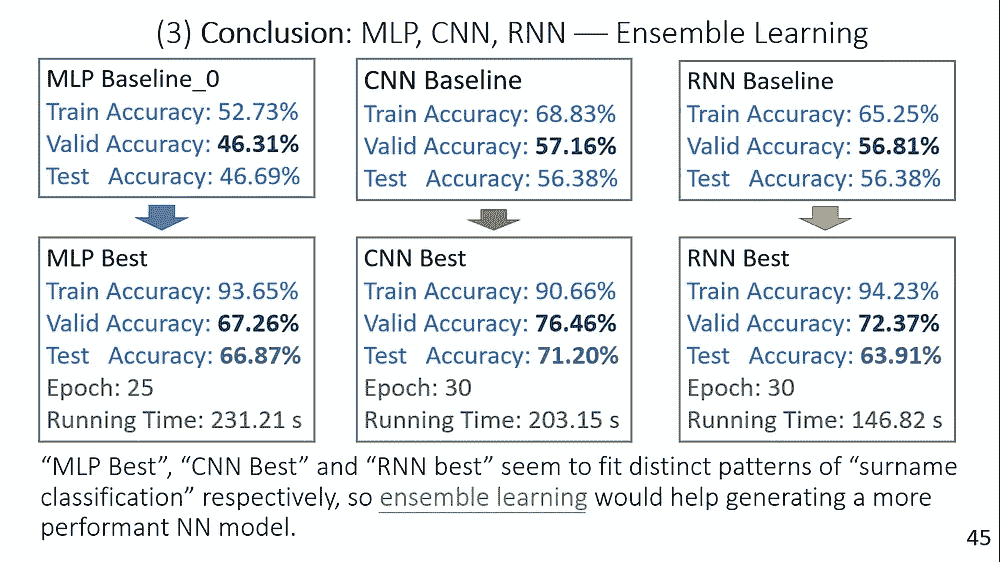 (3) Conclusion: MLP, CNN, RNN — Ensemble Learning
MLP Baseline_0
Train Accuracy: 52.73%
Valid Accuracy: 46.31%
Test Accuracy: 46.69%
CNN Baseline
Train Accuracy: 68.83%
Valid Accuracy: 57.16%
Test Accuracy: 56.38%
RNN Baseline
Train Accuracy: 65.25%
Valid Accuracy: 56.81%
Test Accuracy: 56.38%
MLP Best
Train Accuracy: 93.65%
Valid Accuracy: 67.26%
Test Accuracy: 66.87%
Epoch: 25
Running Time: 231.21 s
CNN Best
Train Accuracy: 90.66%
Valid Accuracy: 76.46%
Test Accuracy: 71.20%
Epoch: 30
Running Time: 203.15 s
RNN Best
Train Accuracy: 94.23%
Valid Accuracy: 72.37%
Test Accuracy: 63.91%
Epoch: 30
Running Time: 146.82 s
“MLP Best”, “CNN Best” and “RNN best” seem to fit distinct patterns of “surname
classification” respectively, so ensemble learning would help generating a more
performant NN model.
45